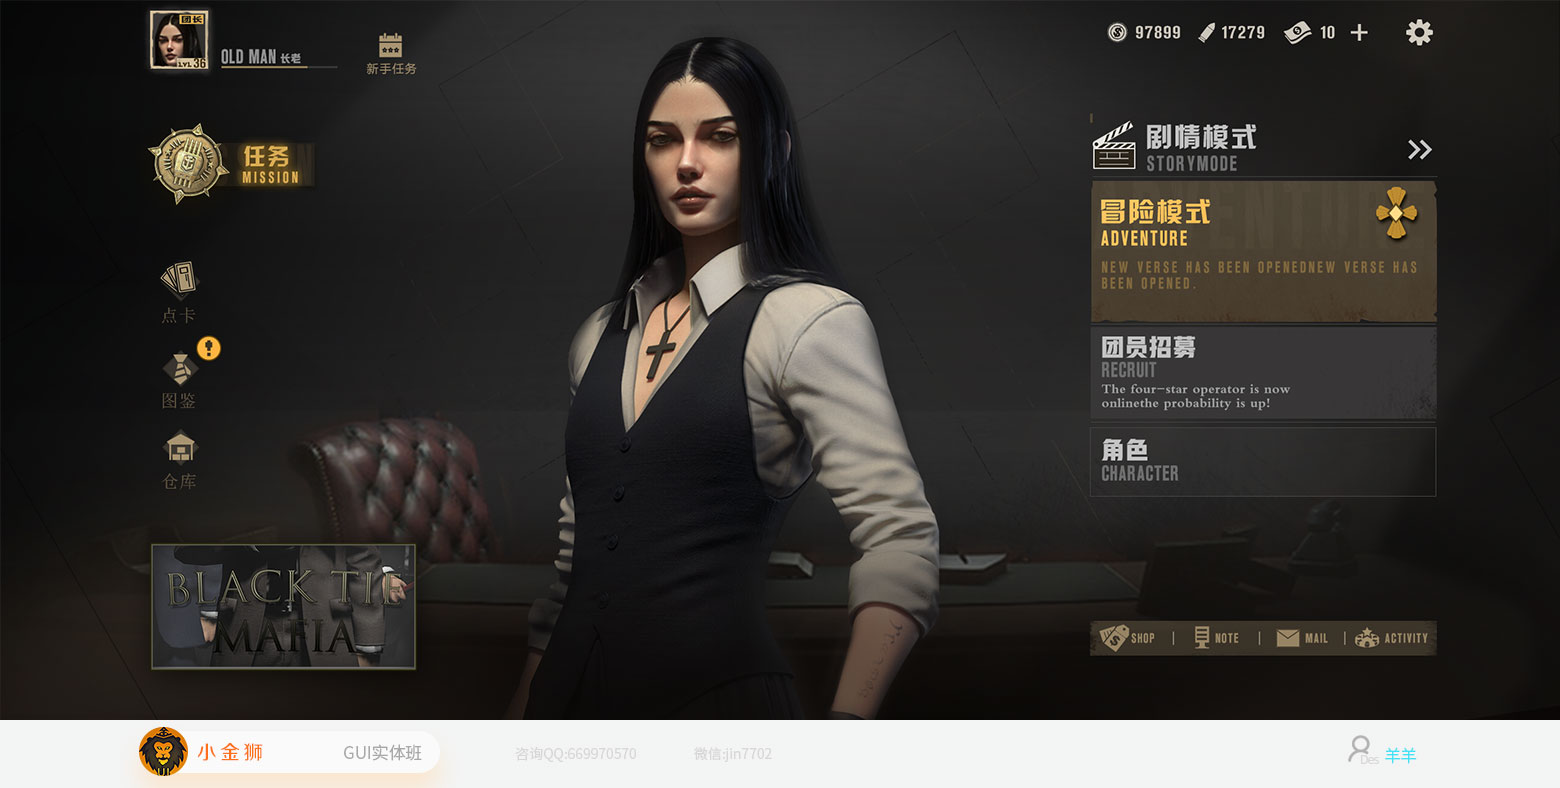 团长
LVL 36
OLD MAN 长老
新手任务
97899
17279
10
任务
MISSION
点卡
图鉴
仓库
BLACK TIE
MAFIA
剧情模式
STORYMODE
冒险模式
ADVENTURE
NEW VERSE HAS BEEN OPENEDNEW VERSE HAS
BEEN OPENED.
团员招募
RECRUIT
The four-star operator is now
onlinethe probability is up!
角色
CHARACTER
SHOP | NOTE | MAIL | ACTIVITY
小金狮
GUI实体班
咨询QQ:669970570
微信:jin7702
Des
羊羊